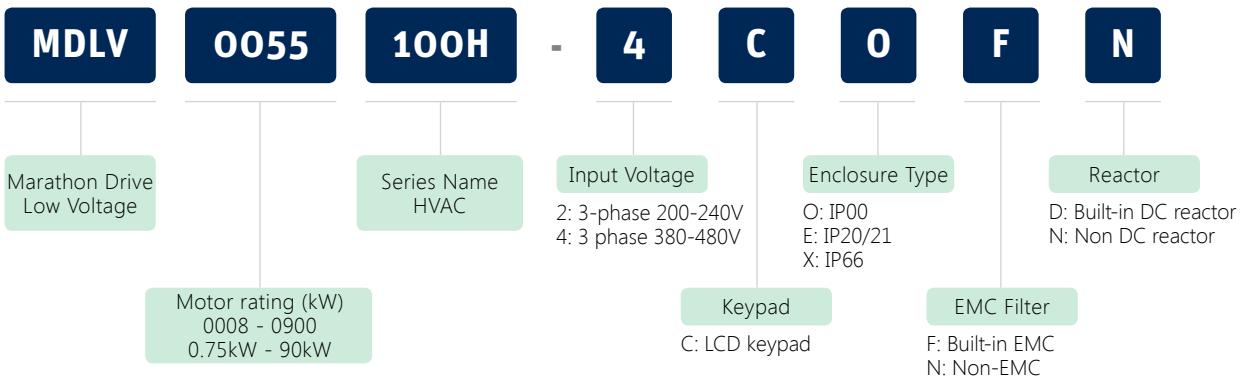 MDLV 0055 100H - 4 C O F N
Marathon Drive
Low Voltage
Motor rating (kW)
0008 - 0900
0.75kW - 90kW
Series Name
HVAC
Input Voltage
2: 3-phase 200-240V
4: 3 phase 380-480V
Keypad
C: LCD keypad
Enclosure Type
O: IP00
E: IP20/21
X: IP66
EMC Filter
F: Built-in EMC
N: Non-EMC
Reactor
D: Built-in DC reactor
N: Non DC reactor